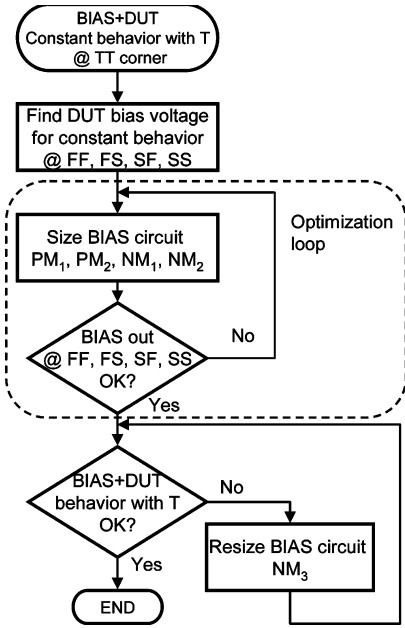 BIAS+DUT
Constant behavior with T
@ TT corner
Find DUT bias voltage
for constant behavior
@ FF, FS, SF, SS
Optimization
loop
Size BIAS circuit
PM₁, PM₂, NM₁, NM₂
BIAS out
@ FF, FS, SF, SS
OK?
No
Yes
BIAS+DUT
behavior with T
OK?
No
Resize BIAS circuit
NM₃
Yes
END